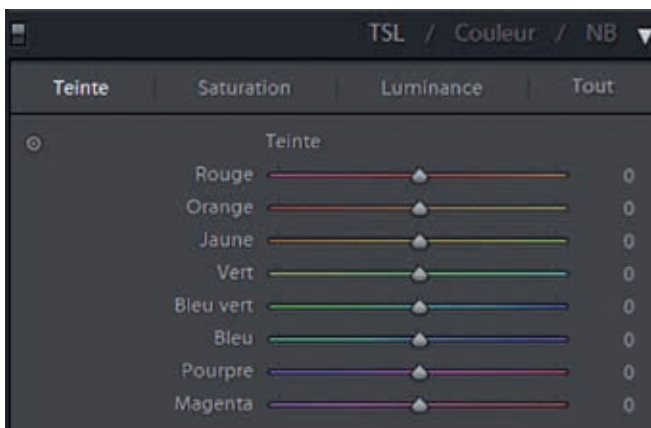 TSL / Couleur / NB
Teinte Saturation Luminance Tout
Teinte
Rouge 0
Orange 0
Jaune 0
Vert 0
Bleu vert 0
Bleu 0
Pourpre 0
Magenta 0